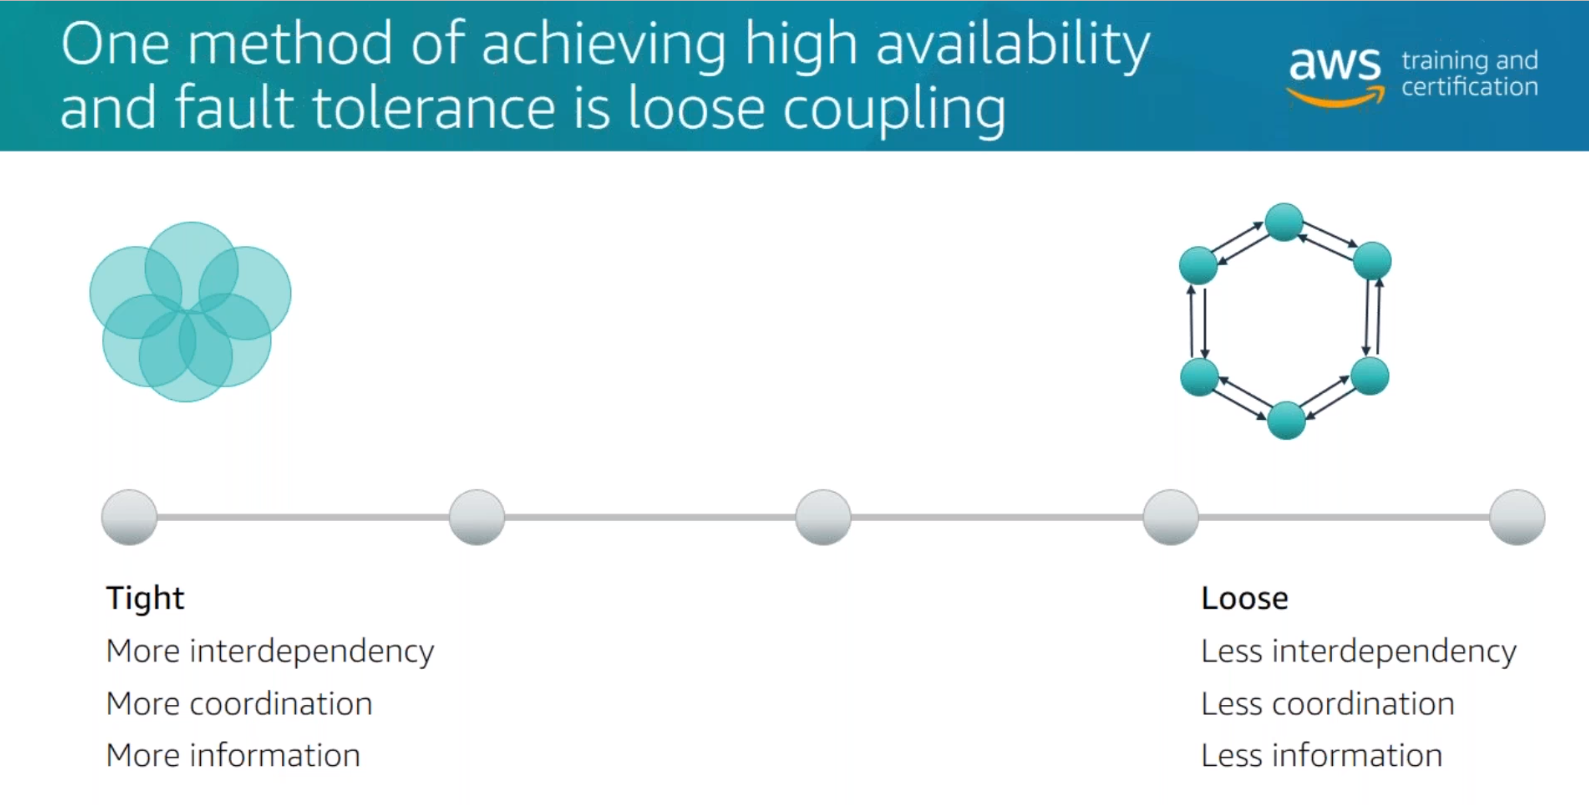 One method of achieving high availability
and fault tolerance is loose coupling
aws
training and
certification
Tight
More interdependency
More coordination
More information
Loose
Less interdependency
Less coordination
Less information